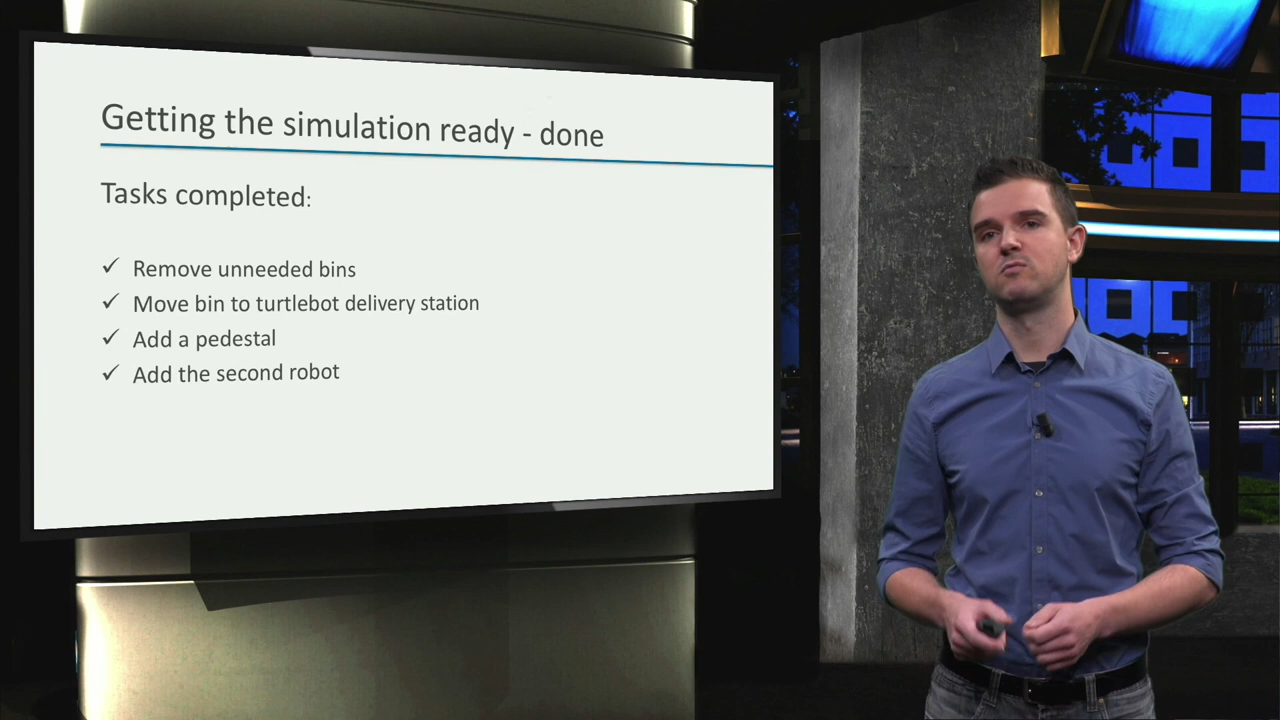 Getting the simulation ready - done
Tasks completed:
✓ Remove unneeded bins
✓ Move bin to turtlebot delivery station
✓ Add a pedestal
✓ Add the second robot